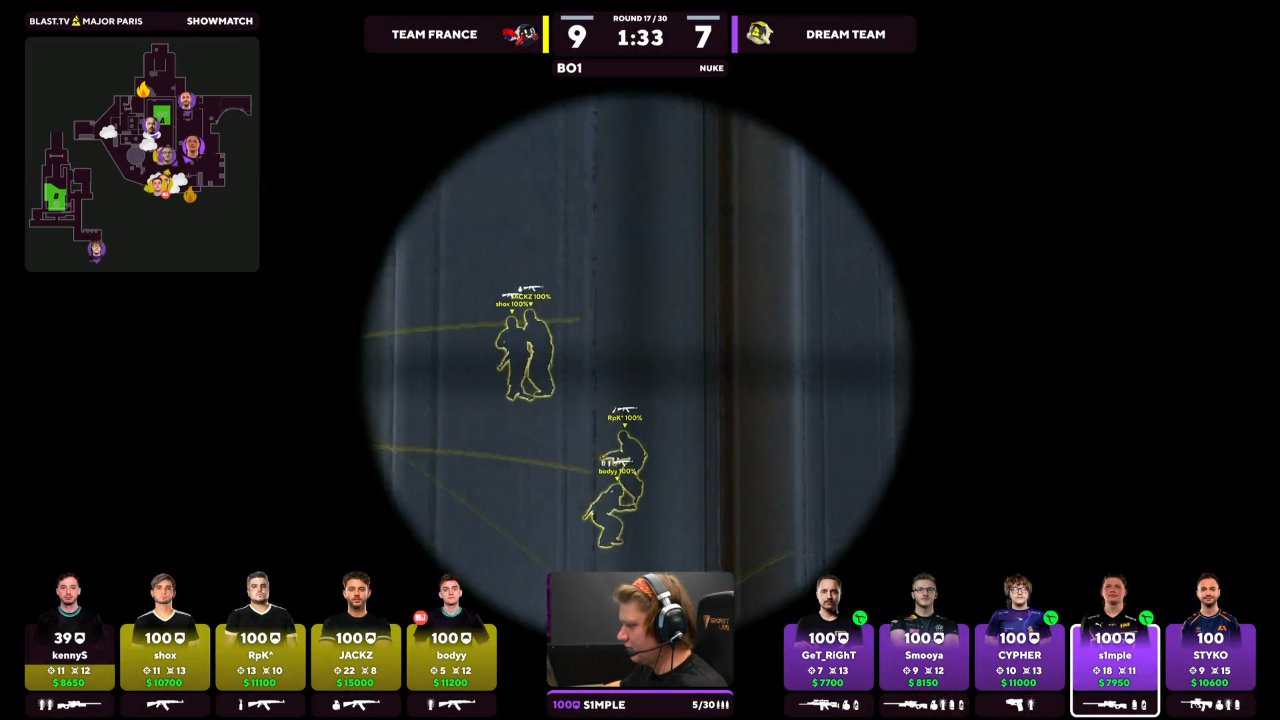 BLAST.TV MAJOR PARIS SHOWMATCH
TEAM FRANCE 9 ROUND 17 / 30 1:33 7 DREAM TEAM
BO1 NUKE
A
B
JACKZ 100%
shox 100%
RpK^ 100%
bodyy 100%
SECRET LAB
39 100 100 100 100 100 100 100 100 100
kennyS shox RpK^ JACKZ bodyy GeT_RiGhT Smooya CYPHER s1mple STYKO
11 12 11 13 13 10 22 8 5 12 7 13 9 12 10 13 18 11 9 15
$8650 $10700 $11100 $15000 $11200 $7700 $8150 $11000 $7950 $10600
100 S1MPLE 5/30